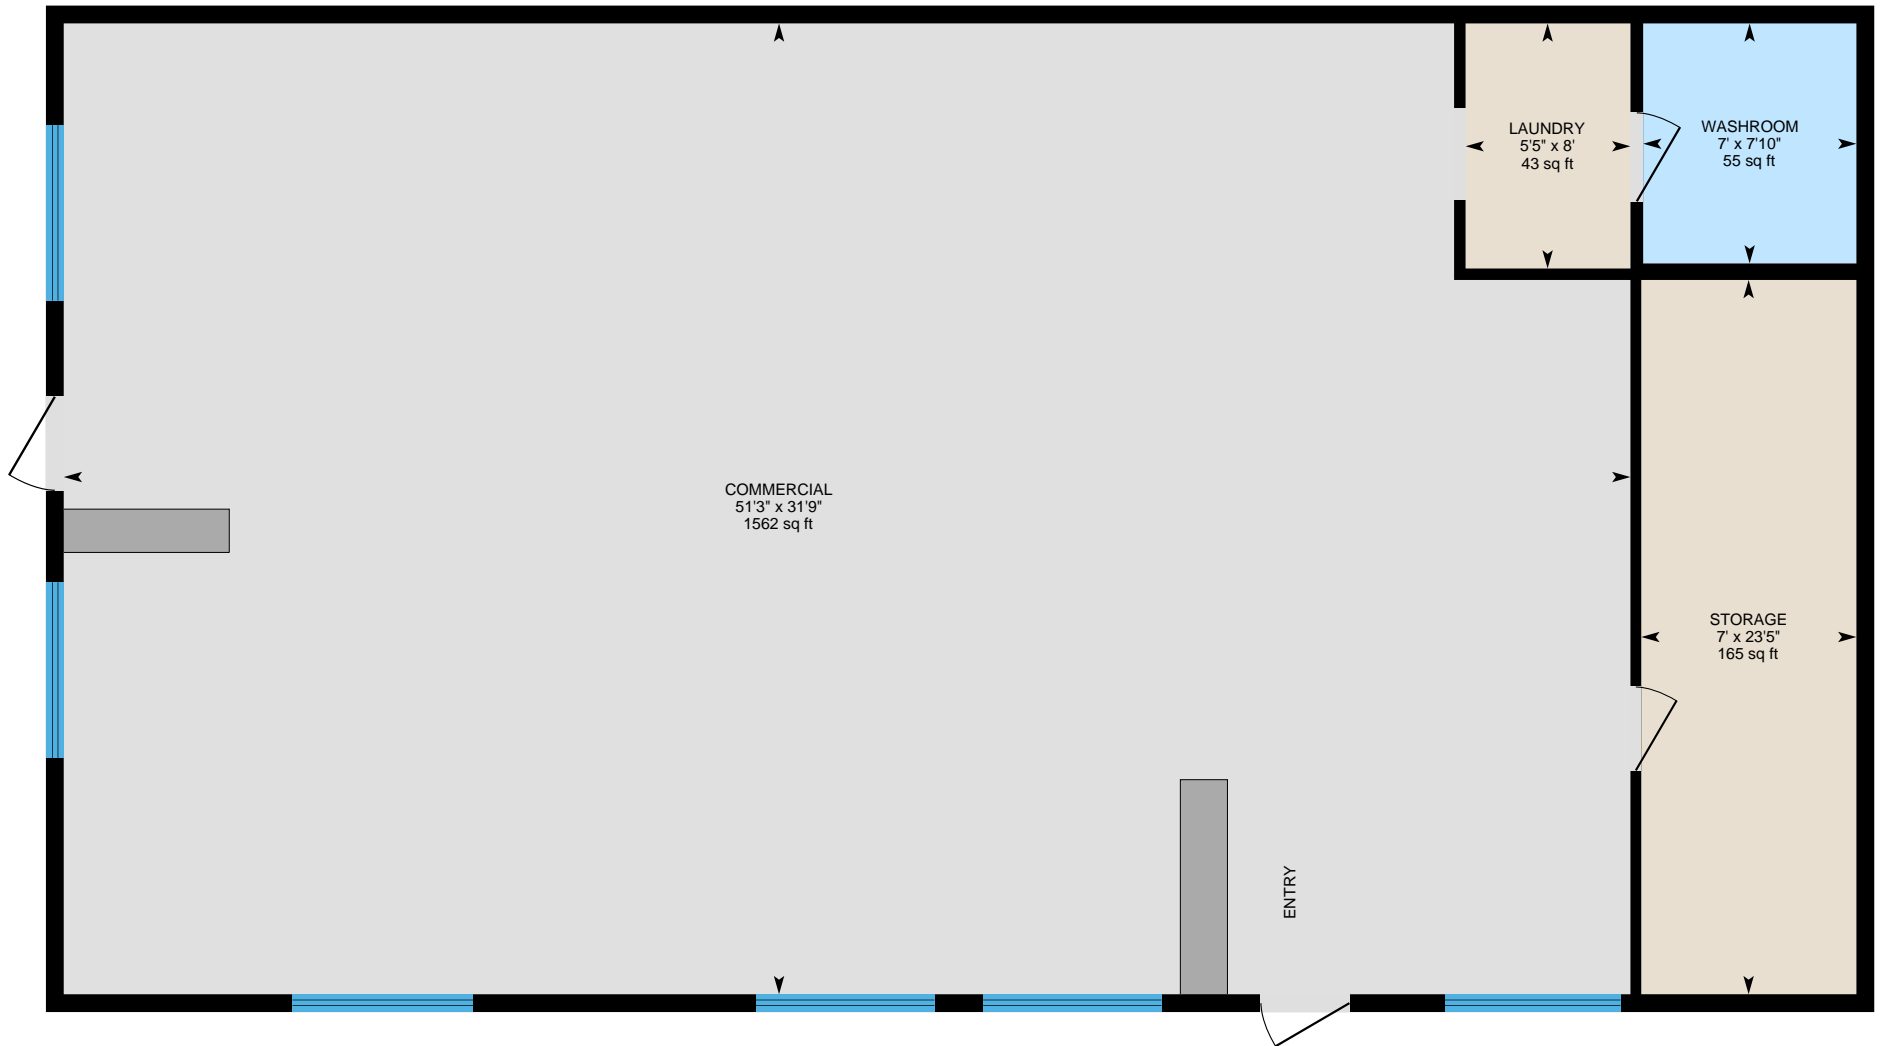 LAUNDRY
5'5" x 8'
43 sq ft
WASHROOM
7' x 7'10"
55 sq ft
COMMERCIAL
51'3" x 31'9"
1562 sq ft
STORAGE
7' x 23'5"
165 sq ft
ENTRY